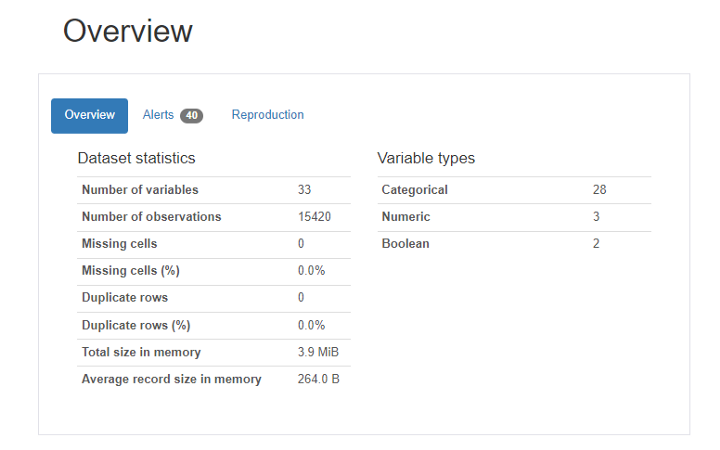 Overview
Overview Alerts 40 Reproduction
Dataset statistics
Number of variables 33
Number of observations 15420
Missing cells 0
Missing cells (%) 0.0%
Duplicate rows 0
Duplicate rows (%) 0.0%
Total size in memory 3.9 MiB
Average record size in memory 264.0 B
Variable types
Categorical 28
Numeric 3
Boolean 2